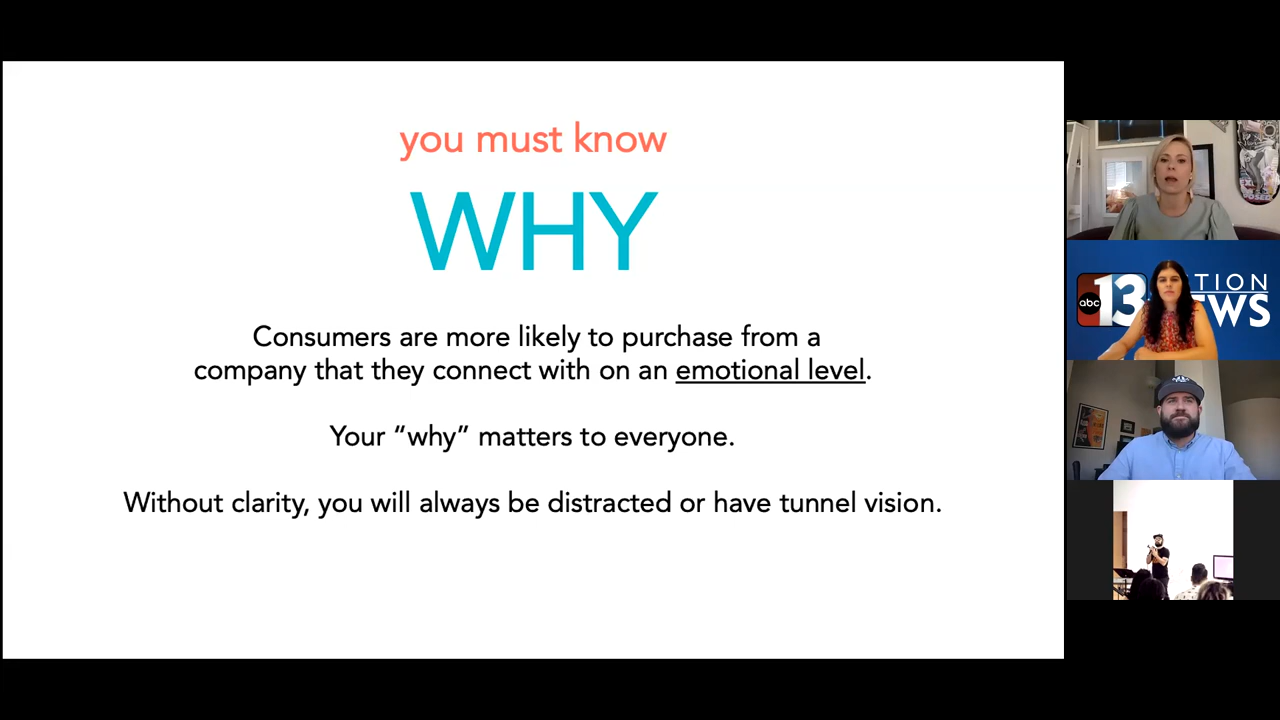 you must know
WHY
Consumers are more likely to purchase from a
company that they connect with on an emotional level.
Your “why” matters to everyone.
Without clarity, you will always be distracted or have tunnel vision.
abc
13
TION
EWS